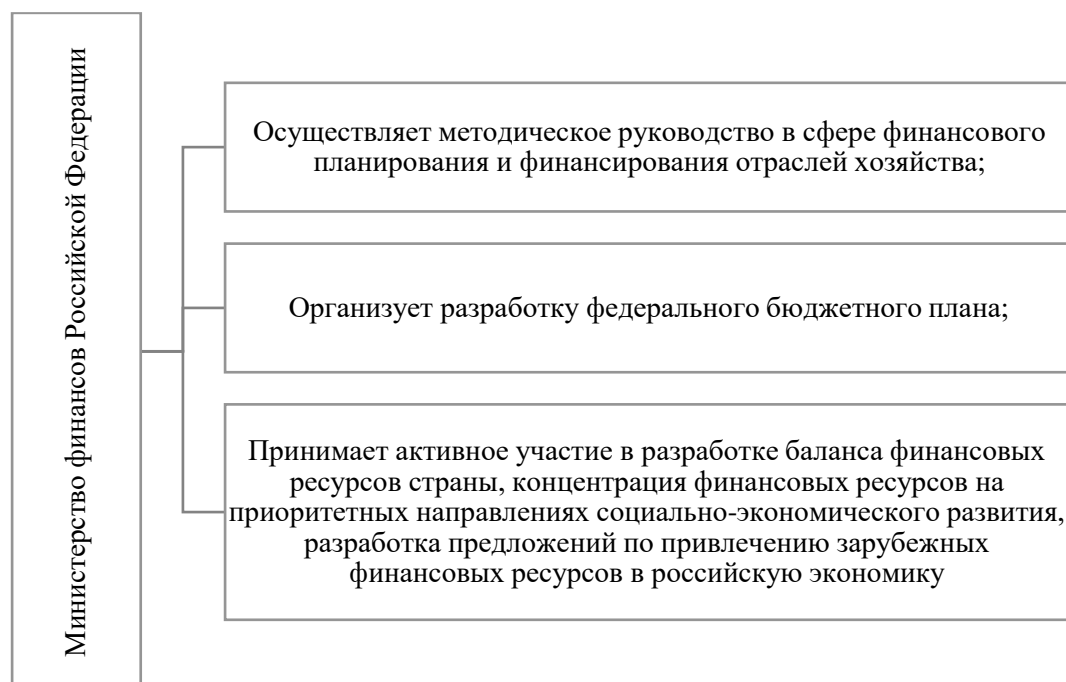 Министерство финансов Российской Федерации
Осуществляет методическое руководство в сфере финансового
планирования и финансирования отраслей хозяйства;
Организует разработку федерального бюджетного плана;
Принимает активное участие в разработке баланса финансовых
ресурсов страны, концентрация финансовых ресурсов на
приоритетных направлениях социально-экономического развития,
разработка предложений по привлечению зарубежных
финансовых ресурсов в российскую экономику